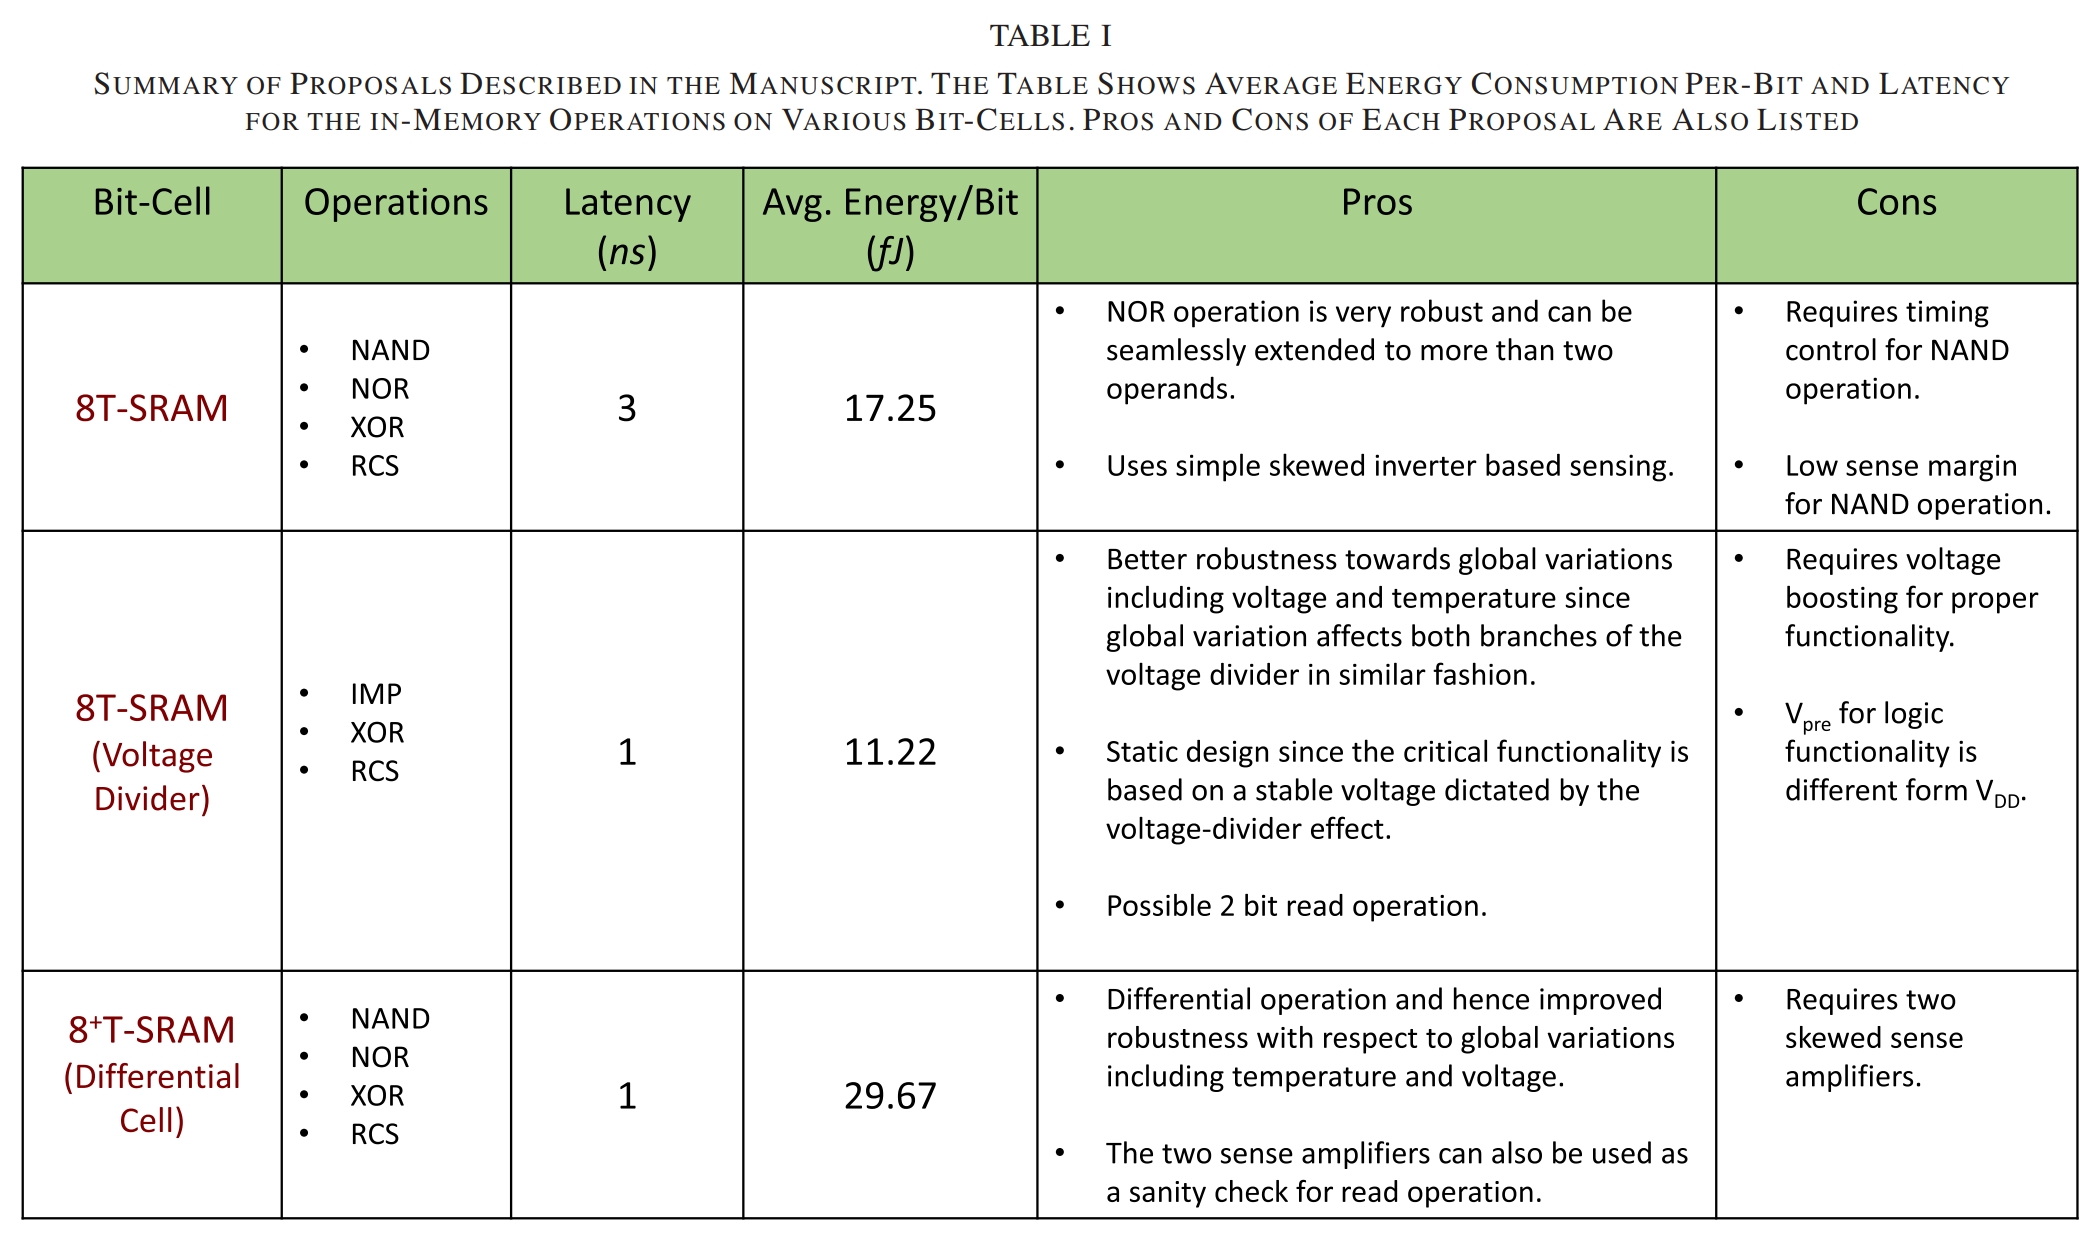 TABLE I
SUMMARY OF PROPOSALS DESCRIBED IN THE MANUSCRIPT. THE TABLE SHOWS AVERAGE ENERGY CONSUMPTION PER-BIT AND LATENCY
FOR THE IN-MEMORY OPERATIONS ON VARIOUS BIT-CELLS. PROS AND CONS OF EACH PROPOSAL ARE ALSO LISTED
Bit-Cell
Operations
Latency
(ns)
Avg. Energy/Bit
(fJ)
Pros
Cons
8T-SRAM
• NAND
• NOR
• XOR
• RCS
3
17.25
• NOR operation is very robust and can be
seamlessly extended to more than two
operands.
• Uses simple skewed inverter based sensing.
• Requires timing
control for NAND
operation.
• Low sense margin
for NAND operation.
8T-SRAM
(Voltage
Divider)
• IMP
• XOR
• RCS
1
11.22
• Better robustness towards global variations
including voltage and temperature since
global variation affects both branches of the
voltage divider in similar fashion.
• Static design since the critical functionality is
based on a stable voltage dictated by the
voltage-divider effect.
• Possible 2 bit read operation.
• Requires voltage
boosting for proper
functionality.
• Vpre for logic
functionality is
different form VDD.
8⁺T-SRAM
(Differential
Cell)
• NAND
• NOR
• XOR
• RCS
1
29.67
• Differential operation and hence improved
robustness with respect to global variations
including temperature and voltage.
• The two sense amplifiers can also be used as
a sanity check for read operation.
• Requires two
skewed sense
amplifiers.